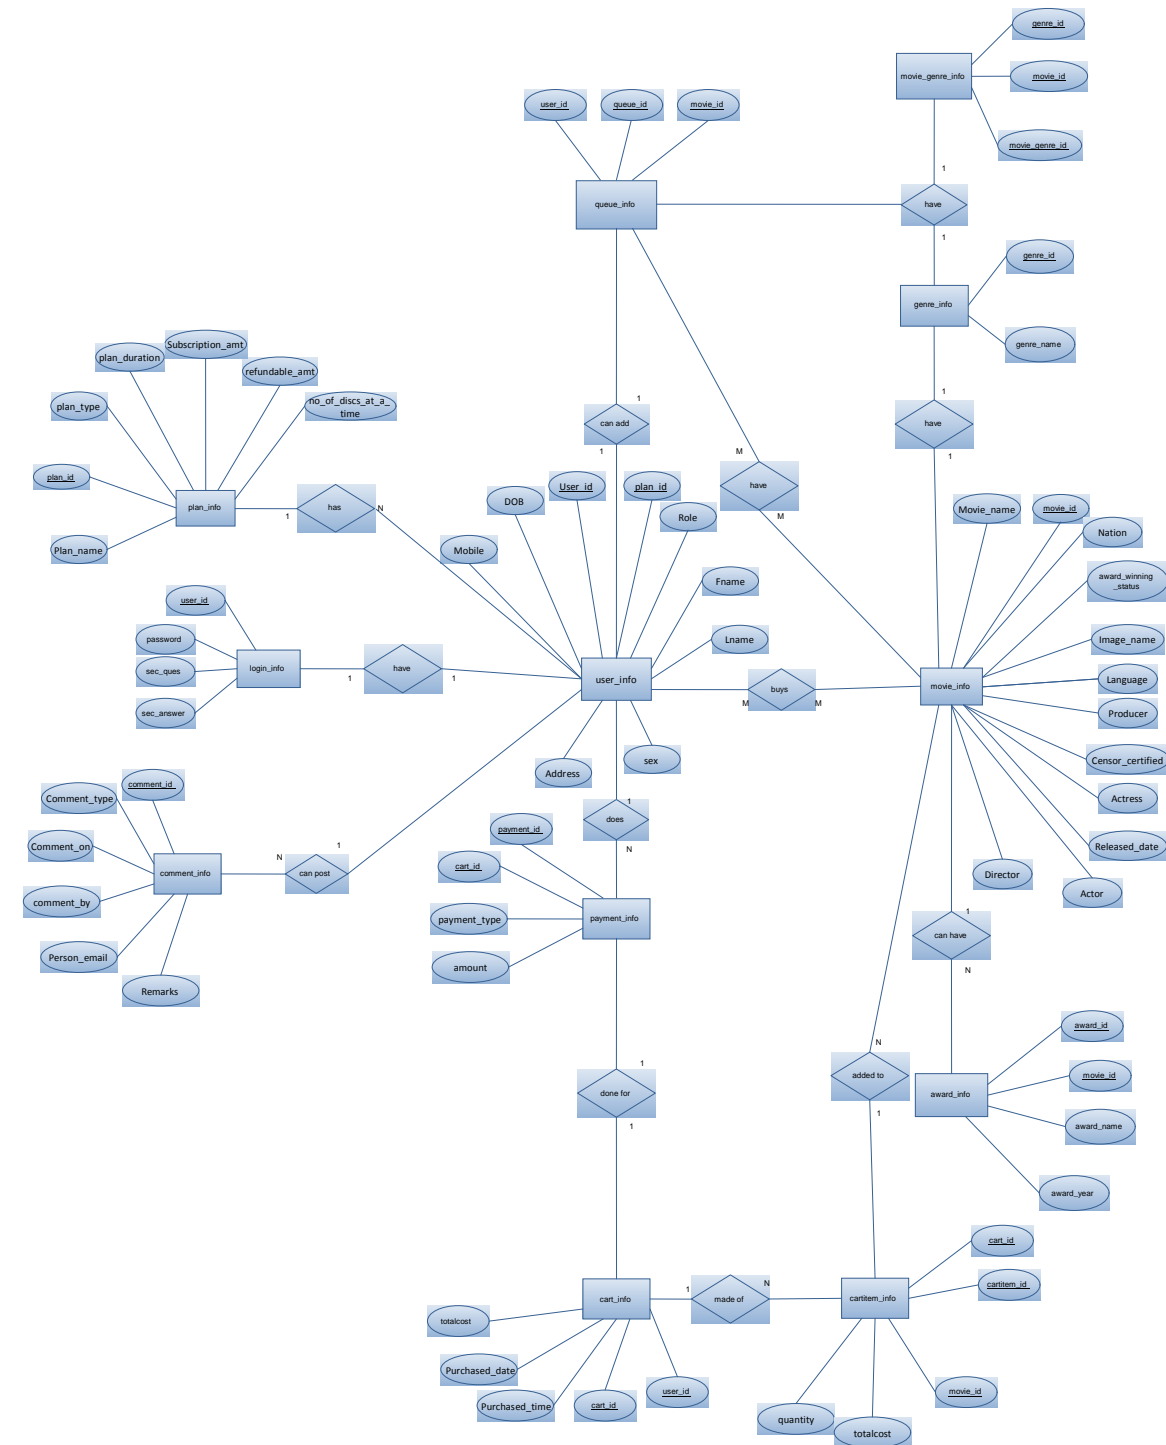 genre_id
movie_genre_info
movie_id
user_id
queue_id
movie_id
movie_genre_id
1
queue_info
have
1
genre_id
genre_info
genre_name
Subscription_amt
plan_duration
refundable_amt
plan_type
no_of_discs_at_a_
time
1
1
can add
have
1
M
1
plan_id
User_id
plan_id
have
DOB
Role
plan_info
1
has
N
M
Movie_name
movie_id
Nation
Plan_name
Mobile
Fname
award_winning
_status
user_id
password
Lname
Image_name
sec_ques
login_info
have
user_info
buys
movie_info
Language
1
1
M
M
sec_answer
Producer
sex
Address
Censor_certified
comment_id
Comment_type
Actress
1
payment_id
does
Comment_on
1
N
Released_date
N
cart_id
comment_info
can post
Director
Actor
comment_by
payment_type
payment_info
1
can have
Person_email
amount
N
Remarks
award_id
N
1
added to
movie_id
done for
award_info
1
1
award_name
award_year
cart_id
N
cartitem_id
1
cart_info
made of
cartitem_info
totalcost
Purchased_date
user_id
movie_id
Purchased_time
cart_id
quantity
totalcost